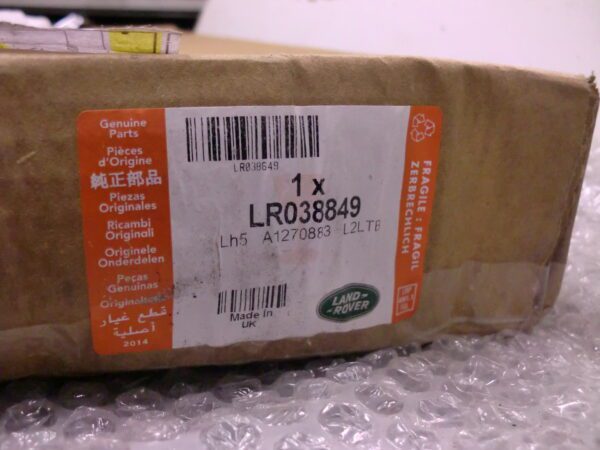 Genuine
Parts
Pièces
d'Origine
純正部品
Piezas
Originales
Ricambi
Originali
Originele
Onderdelen
Peças
Genuinas
Originalteile
قطع غيار
أصلية
2014
LR038849
1 x
LR038849
Lh5 A1270883 L2LTB
Made in
UK
LAND-
ROVER
FRAGILE : FRAGIL
ZERBRECHLICH